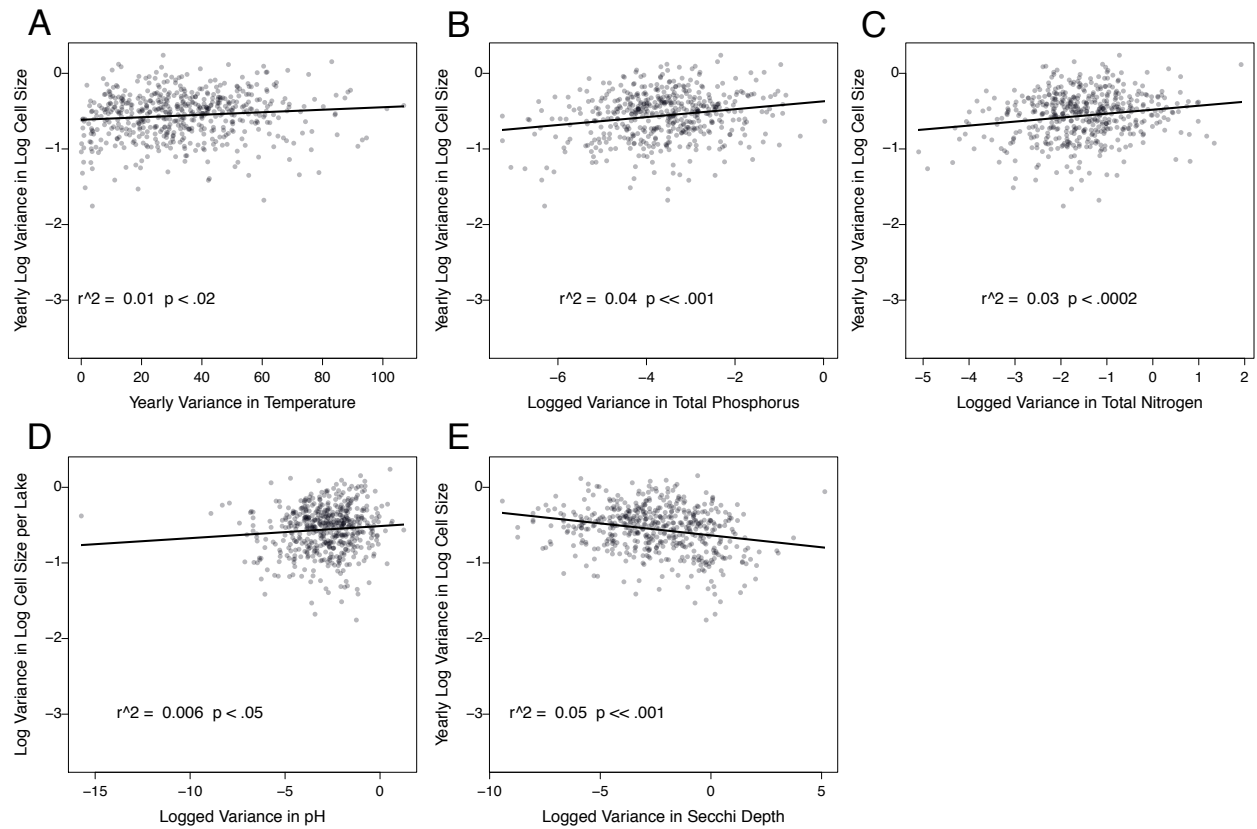 A
Yearly Log Variance in Log Cell Size
0
−1
−2
−3
r^2 = 0.01 p < .02
0 20 40 60 80 100
Yearly Variance in Temperature
B
Yearly Log Variance in Log Cell Size
0
−1
−2
−3
r^2 = 0.04 p << .001
−6 −4 −2 0
Logged Variance in Total Phosphorus
C
Yearly Log Variance in Log Cell Size
0
−1
−2
−3
r^2 = 0.03 p < .0002
−5 −4 −3 −2 −1 0 1 2
Logged Variance in Total Nitrogen
D
Log Variance in Log Cell Size per Lake
0
−1
−2
−3
r^2 = 0.006 p < .05
−15 −10 −5 0
Logged Variance in pH
E
Yearly Log Variance in Log Cell Size
0
−1
−2
−3
r^2 = 0.05 p << .001
−10 −5 0 5
Logged Variance in Secchi Depth